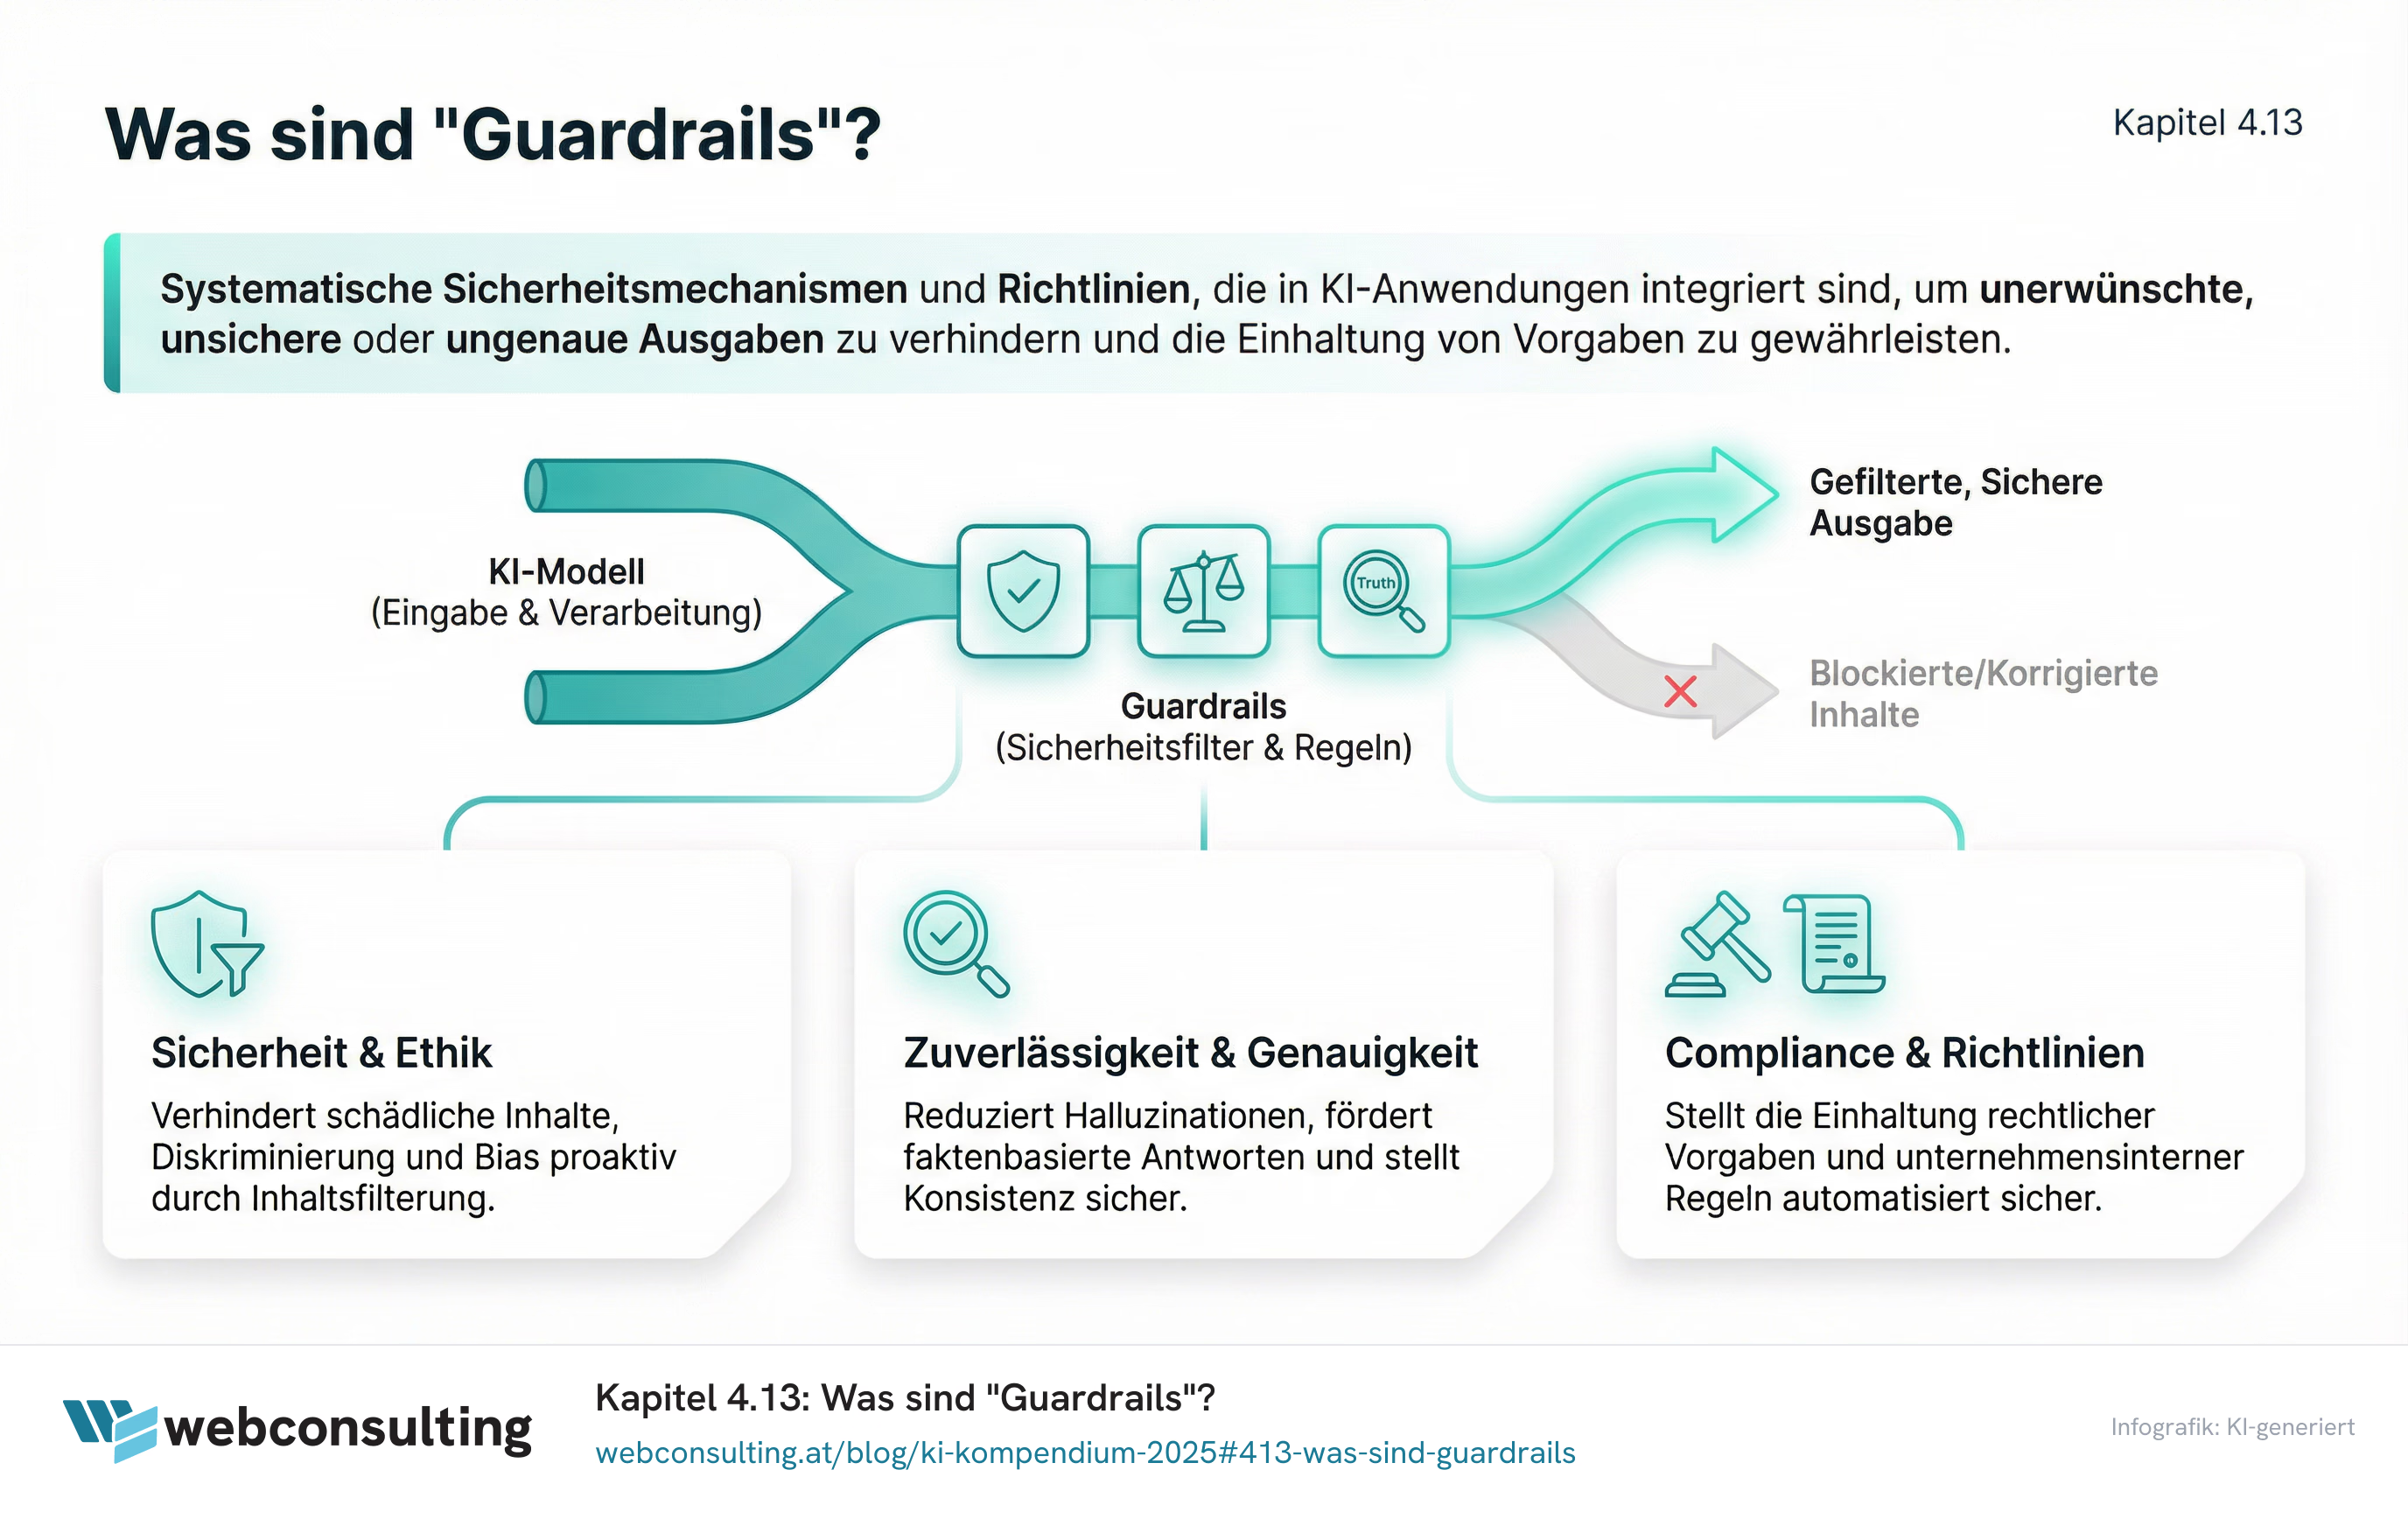 Was sind "Guardrails"?
Kapitel 4.13
Systematische Sicherheitsmechanismen und Richtlinien, die in KI-Anwendungen integriert sind, um unerwünschte,
unsichere oder ungenaue Ausgaben zu verhindern und die Einhaltung von Vorgaben zu gewährleisten.
KI-Modell
(Eingabe & Verarbeitung)
Truth
Guardrails
(Sicherheitsfilter & Regeln)
Gefilterte, Sichere
Ausgabe
Blockierte/Korrigierte
Inhalte
Sicherheit & Ethik
Verhindert schädliche Inhalte,
Diskriminierung und Bias proaktiv
durch Inhaltsfilterung.
Zuverlässigkeit & Genauigkeit
Reduziert Halluzinationen, fördert
faktenbasierte Antworten und stellt
Konsistenz sicher.
Compliance & Richtlinien
Stellt die Einhaltung rechtlicher
Vorgaben und unternehmensinterner
Regeln automatisiert sicher.
webconsulting
Kapitel 4.13: Was sind "Guardrails"?
webconsulting.at/blog/ki-kompendium-2025#413-was-sind-guardrails
Infografik: KI-generiert